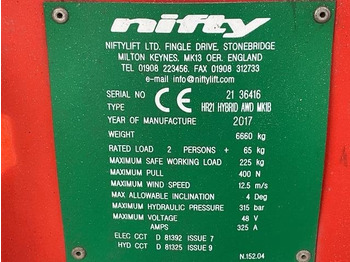 nifty
NIFTYLIFT LTD. FINGLE DRIVE, STONEBRIDGE
MILTON KEYNES, MK13 OER. ENGLAND
TEL 01908 223456. FAX 01908 312733
e-mail info@niftylift.com
SERIAL NO CE 21 36416
TYPE HR21 HYBRID AWD MK1B
YEAR OF MANUFACTURE 2017
WEIGHT 6660 kg
RATED LOAD 2 PERSONS + 65 kg
MAXIMUM SAFE WORKING LOAD 225 kg
MAXIMUM PULL 400 N
MAXIMUM WIND SPEED 12.5 m/s
MAX ALLOWABLE INCLINATION 4 Deg
MAXIMUM HYDRAULIC PRESSURE 315 bar
MAXIMUM VOLTAGE 48 V
AMPS 325 A
ELEC CCT D 81392 ISSUE 7
HYD CCT D 81325 ISSUE 9
N.152.04